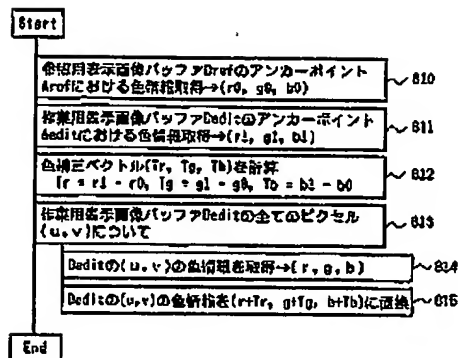 Start
参照用表示画像バッファDrefのアンカーポイント
Arefにおける色情報取得→(r0, g0, b0)
810
作業用表示画像バッファDeditのアンカーポイント
Aeditにおける色情報取得→(r1, g1, b1)
811
色補正ベクトル(Tr, Tg, Tb)を計算
Tr = r1 - r0, Tg = g1 - g0, Tb = b1 - b0
812
作業用表示画像バッファDeditの全てのピクセル
(u,v)について
813
Deditの(u,v)の色情報を取得→(r,g,b)
814
Deditの(u,v)の色情報を(r+Tr, g+Tg, b+Tb)に置換
815
End